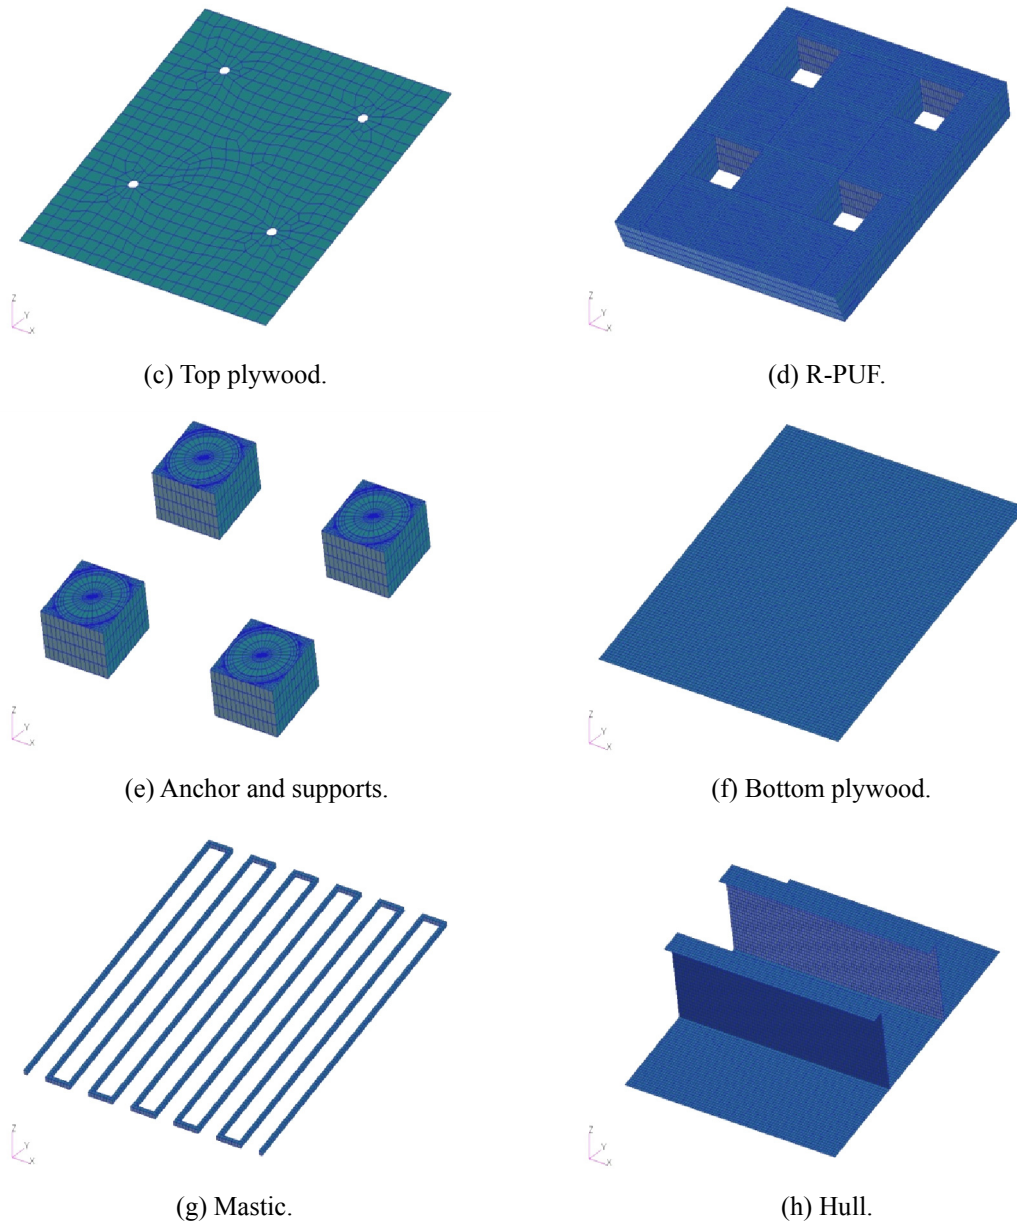 Z
Y
X
Z
Y
X
(c) Top plywood.
(d) R-PUF.
Z
Y
X
Z
Y
X
(e) Anchor and supports.
(f) Bottom plywood.
Z
Y
X
Z
Y
X
(g) Mastic.
(h) Hull.